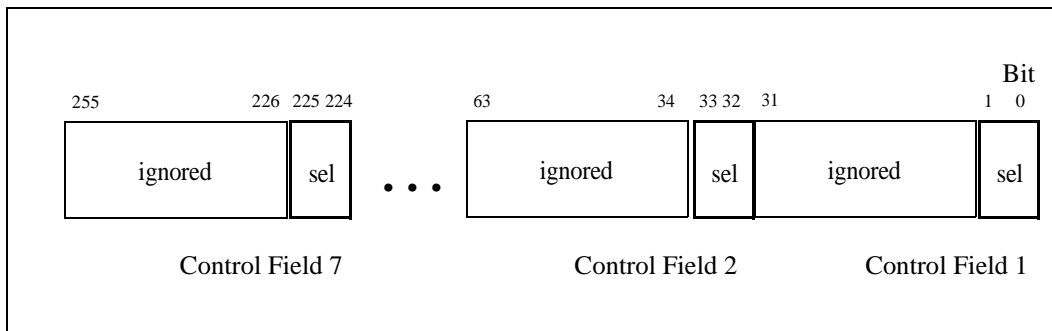 Bit
255 226 225 224 63 34 33 32 31 1 0
ignored sel ... ignored sel ignored sel
Control Field 7 Control Field 2 Control Field 1